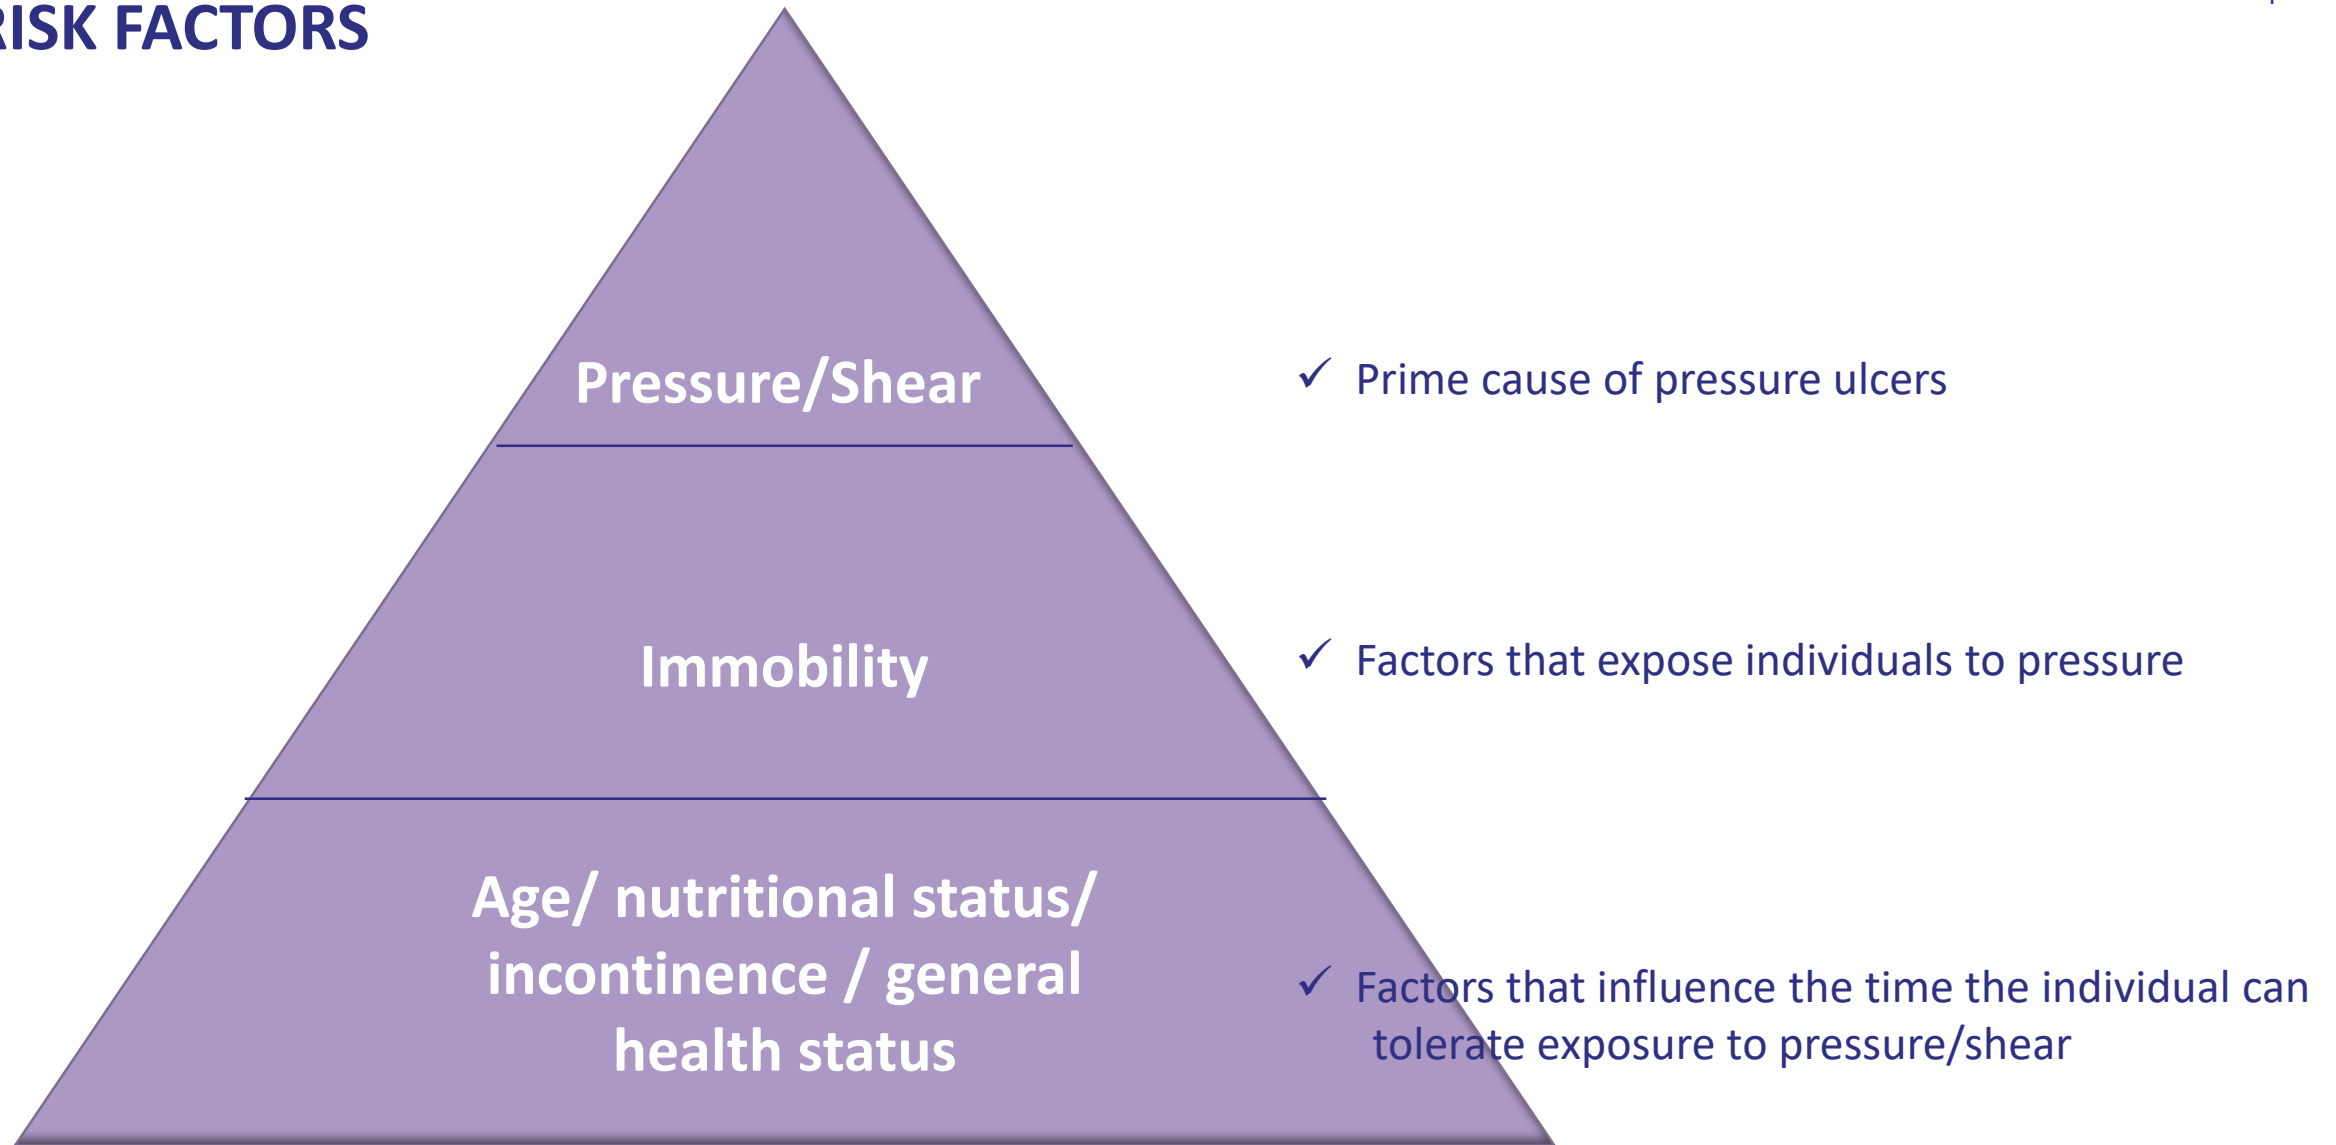 RISK FACTORS
Pressure/Shear
✓ Prime cause of pressure ulcers
Immobility
✓ Factors that expose individuals to pressure
Age/ nutritional status/
incontinence / general
health status
✓ Factors that influence the time the individual can
tolerate exposure to pressure/shear